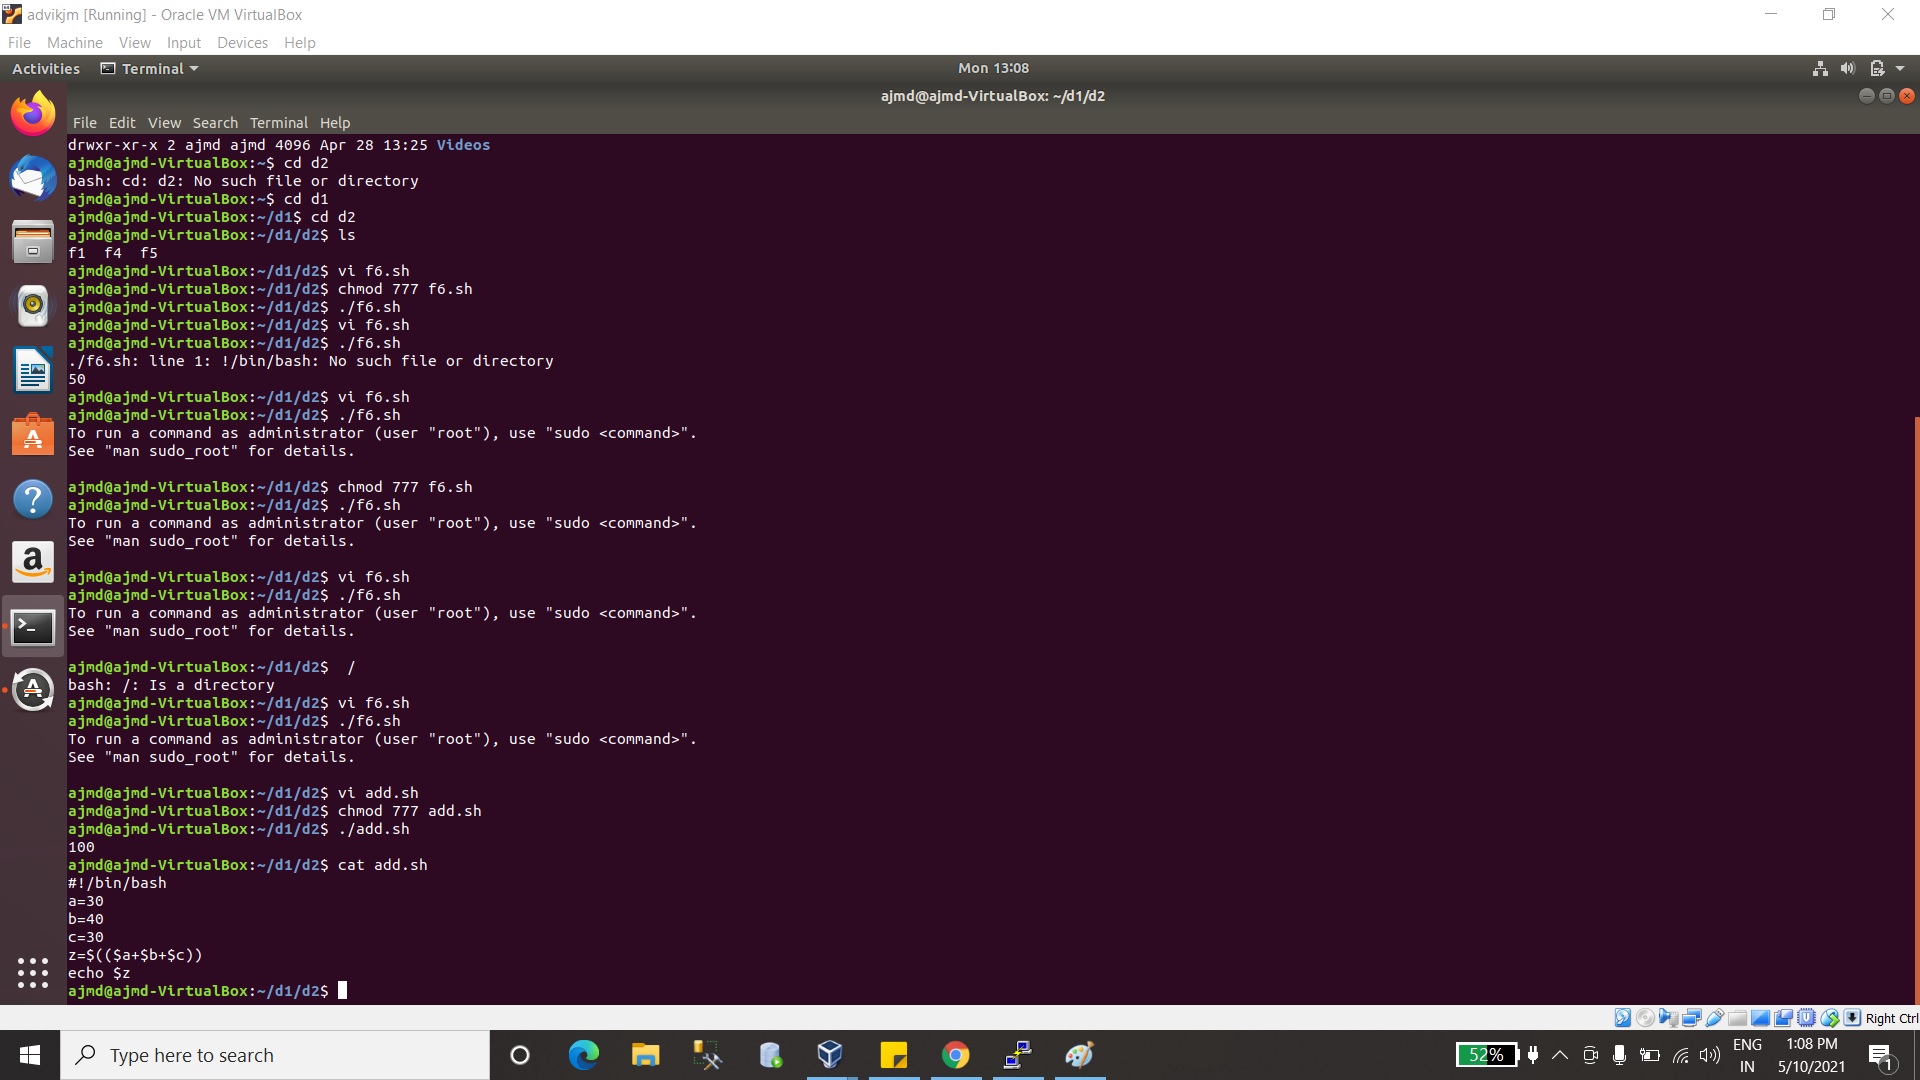 advikjm [Running] - Oracle VM VirtualBox
File Machine View Input Devices Help
Activities Terminal Mon 13:08
ajmd@ajmd-VirtualBox: ~/d1/d2
File Edit View Search Terminal Help
drwxr-xr-x 2 ajmd ajmd 4096 Apr 28 13:25 Videos
ajmd@ajmd-VirtualBox:~$ cd d2
bash: cd: d2: No such file or directory
ajmd@ajmd-VirtualBox:~$ cd d1
ajmd@ajmd-VirtualBox:~/d1$ cd d2
ajmd@ajmd-VirtualBox:~/d1/d2$ ls
f1  f4  f5
ajmd@ajmd-VirtualBox:~/d1/d2$ vi f6.sh
ajmd@ajmd-VirtualBox:~/d1/d2$ chmod 777 f6.sh
ajmd@ajmd-VirtualBox:~/d1/d2$ ./f6.sh
ajmd@ajmd-VirtualBox:~/d1/d2$ vi f6.sh
ajmd@ajmd-VirtualBox:~/d1/d2$ ./f6.sh
./f6.sh: line 1: !/bin/bash: No such file or directory
50
ajmd@ajmd-VirtualBox:~/d1/d2$ vi f6.sh
ajmd@ajmd-VirtualBox:~/d1/d2$ ./f6.sh
To run a command as administrator (user "root"), use "sudo <command>".
See "man sudo_root" for details.
ajmd@ajmd-VirtualBox:~/d1/d2$ chmod 777 f6.sh
ajmd@ajmd-VirtualBox:~/d1/d2$ ./f6.sh
To run a command as administrator (user "root"), use "sudo <command>".
See "man sudo_root" for details.
ajmd@ajmd-VirtualBox:~/d1/d2$ vi f6.sh
ajmd@ajmd-VirtualBox:~/d1/d2$ ./f6.sh
To run a command as administrator (user "root"), use "sudo <command>".
See "man sudo_root" for details.
ajmd@ajmd-VirtualBox:~/d1/d2$  /
bash: /: Is a directory
ajmd@ajmd-VirtualBox:~/d1/d2$ vi f6.sh
ajmd@ajmd-VirtualBox:~/d1/d2$ ./f6.sh
To run a command as administrator (user "root"), use "sudo <command>".
See "man sudo_root" for details.
ajmd@ajmd-VirtualBox:~/d1/d2$ vi add.sh
ajmd@ajmd-VirtualBox:~/d1/d2$ chmod 777 add.sh
ajmd@ajmd-VirtualBox:~/d1/d2$ ./add.sh
100
ajmd@ajmd-VirtualBox:~/d1/d2$ cat add.sh
#!/bin/bash
a=30
b=40
c=30
z=$(($a+$b+$c))
echo $z
ajmd@ajmd-VirtualBox:~/d1/d2$
Right Ctrl
Type here to search
52%
ENG
IN
1:08 PM
5/10/2021
1